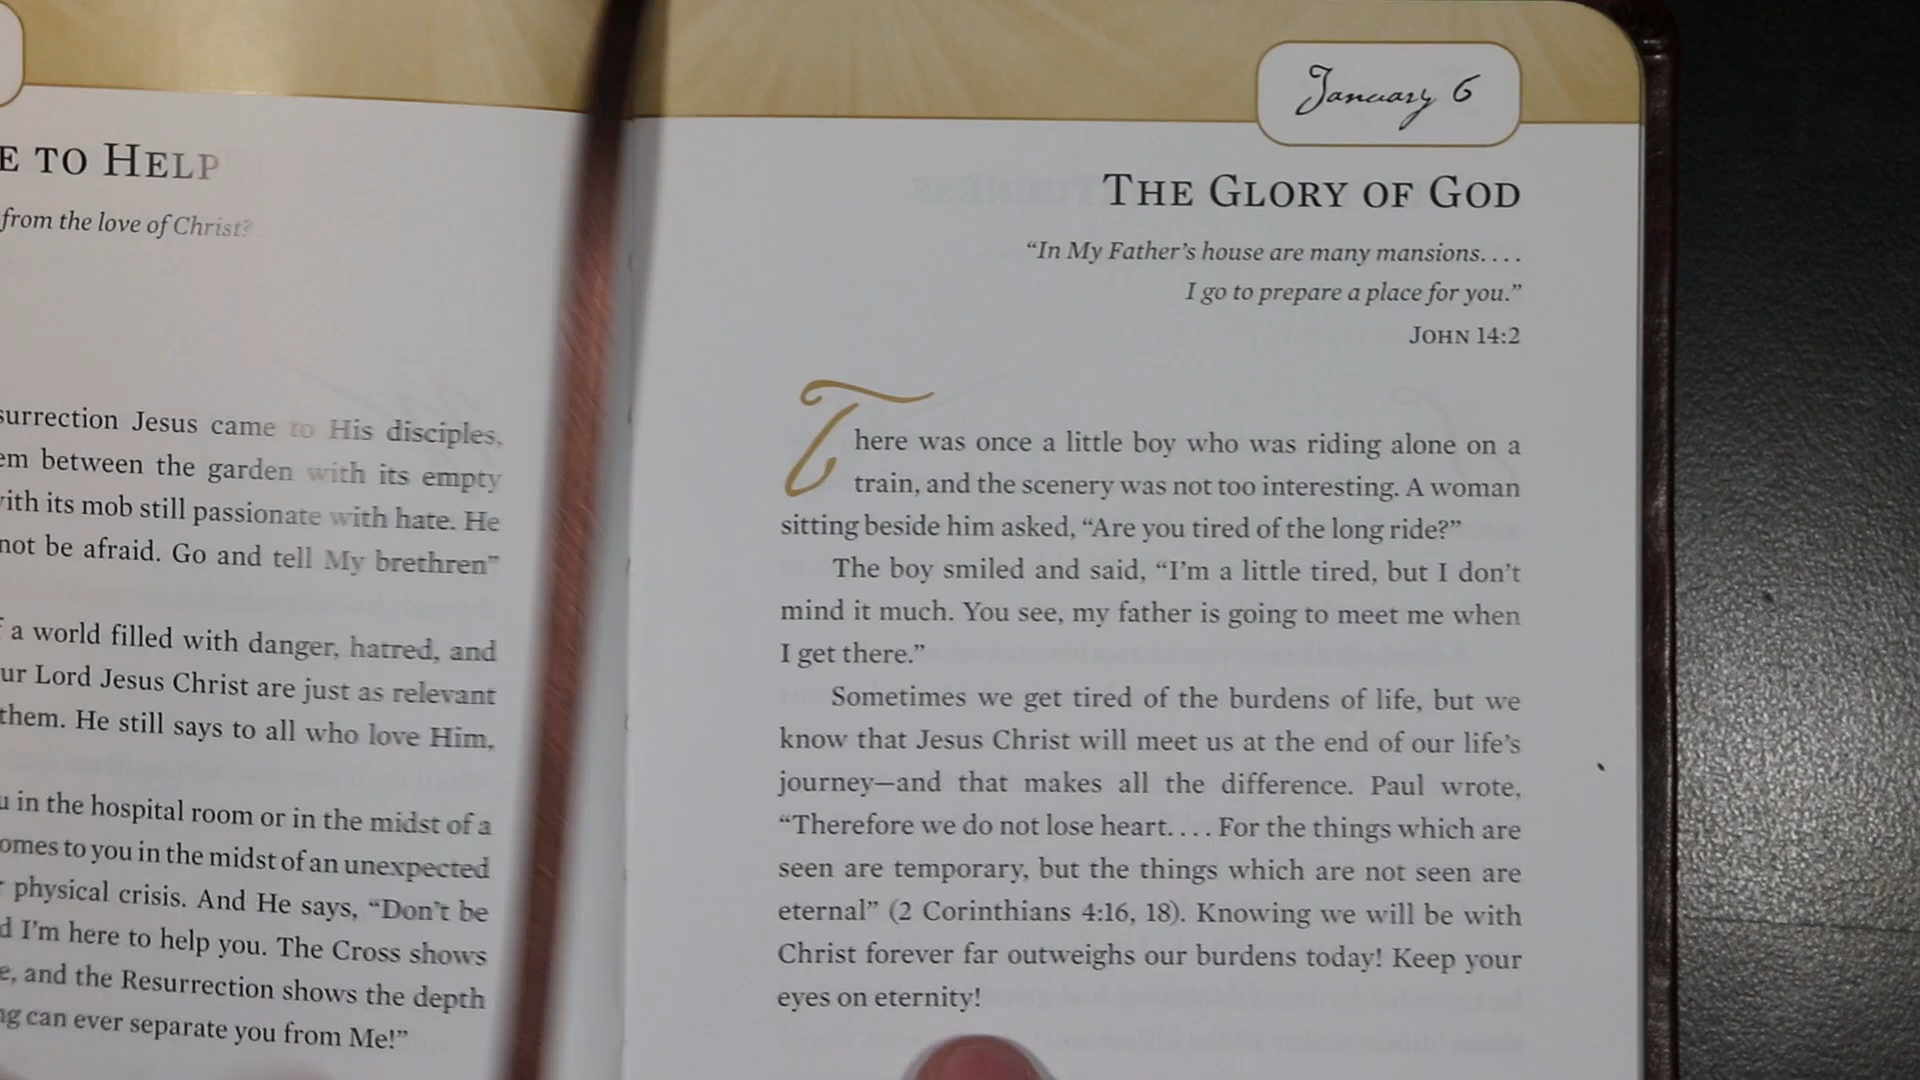 E TO HELP
from the love of Christ?
surrection Jesus came to His disciples,
em between the garden with its empty
with its mob still passionate with hate. He
not be afraid. Go and tell My brethren”
a world filled with danger, hatred, and
ur Lord Jesus Christ are just as relevant
them. He still says to all who love Him,
u in the hospital room or in the midst of a
omes to you in the midst of an unexpected
physical crisis. And He says, “Don’t be
d I’m here to help you. The Cross shows
e, and the Resurrection shows the depth
ng can ever separate you from Me!”
January 6
THE GLORY OF GOD
“In My Father’s house are many mansions. . . .
I go to prepare a place for you.”
JOHN 14:2
There was once a little boy who was riding alone on a
train, and the scenery was not too interesting. A woman
sitting beside him asked, “Are you tired of the long ride?”
The boy smiled and said, “I’m a little tired, but I don’t
mind it much. You see, my father is going to meet me when
I get there.”
Sometimes we get tired of the burdens of life, but we
know that Jesus Christ will meet us at the end of our life’s
journey—and that makes all the difference. Paul wrote,
“Therefore we do not lose heart. . . . For the things which are
seen are temporary, but the things which are not seen are
eternal” (2 Corinthians 4:16, 18). Knowing we will be with
Christ forever far outweighs our burdens today! Keep your
eyes on eternity!